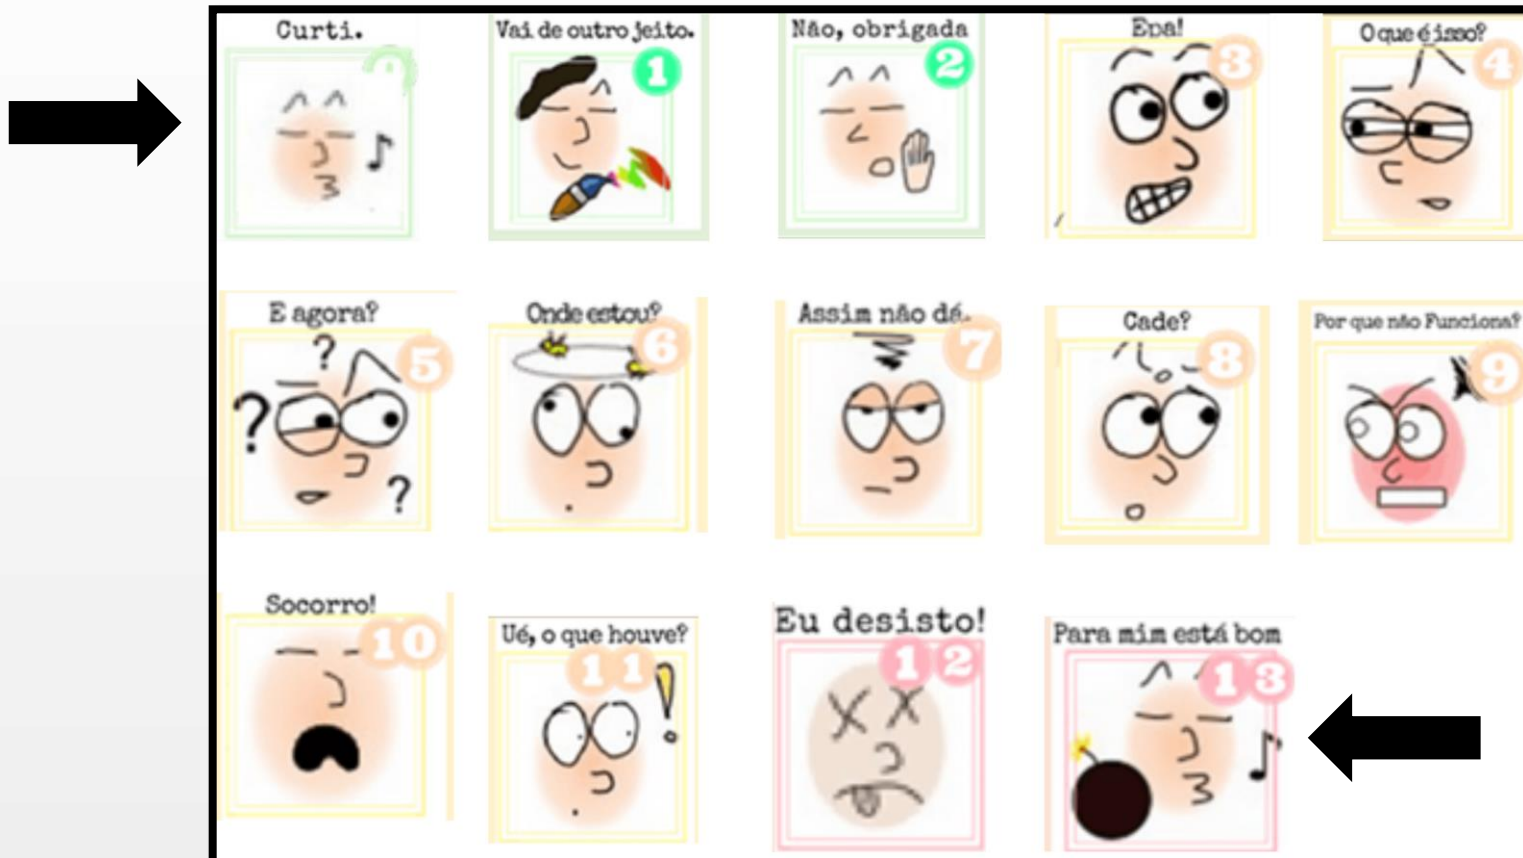 Curti.
Vai de outro jeito.
1
Não, obrigada
2
Epa!
3
O que é isso?
4
E agora?
?
?
?
5
Onde estou?
6
Assim não dá.
7
Cade?
8
Por que não Funciona?
9
Socorro!
10
Ué, o que houve?
11
!
Eu desisto!
12
Para mim está bom
13